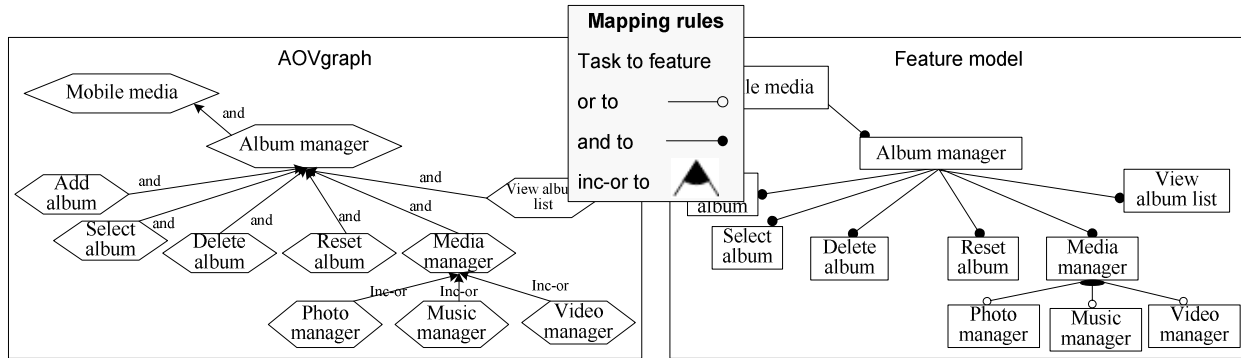 Mapping rules
Task to feature
or to
and to
inc-or to
AOVgraph
Mobile media
and
Album manager
Add
album
and
Select
album
and
Delete
album
and
Reset
album
and
Media
manager
and
View album
list
and
Photo
manager
Inc-or
Music
manager
Inc-or
Video
manager
Inc-or
Feature model
le media
Album manager
album
Select
album
Delete
album
Reset
album
Media
manager
View
album list
Photo
manager
Music
manager
Video
manager